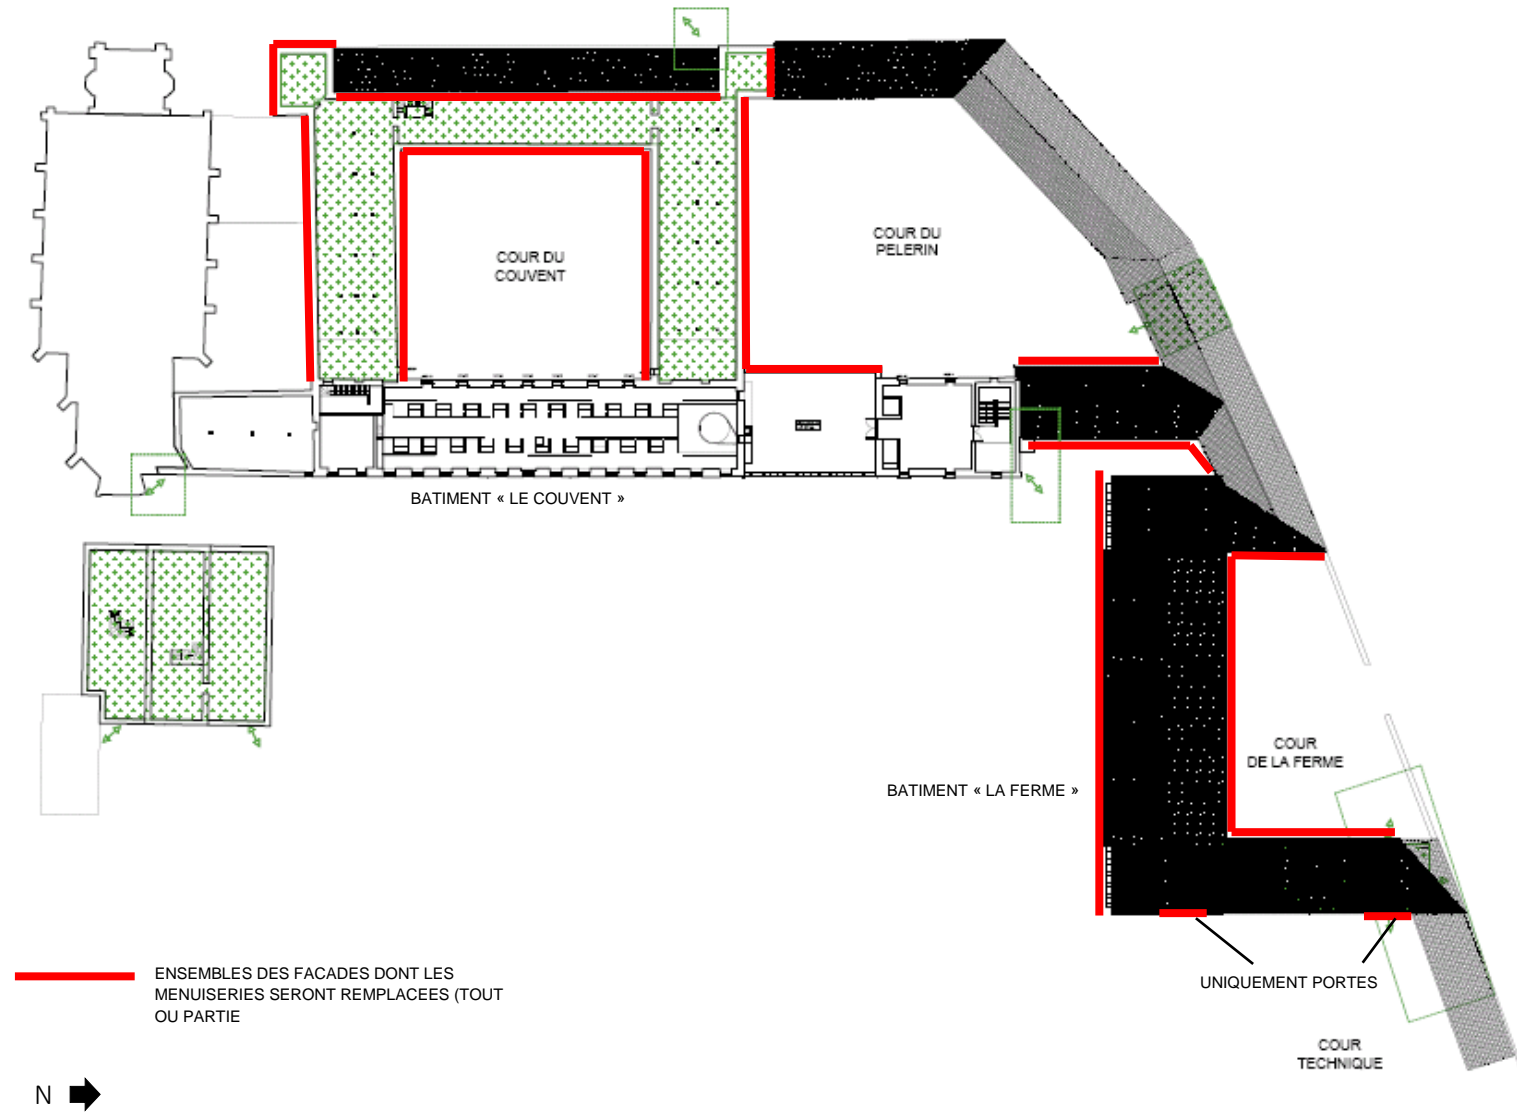 COUR DU
PELERIN
COUR DU
COUVENT
BATIMENT « LE COUVENT »
COUR
DE LA FERME
BATIMENT « LA FERME »
ENSEMBLES DES FACADES DONT LES
MENUISERIES SERONT REMPLACEES (TOUT
OU PARTIE
UNIQUEMENT PORTES
COUR
TECHNIQUE
N